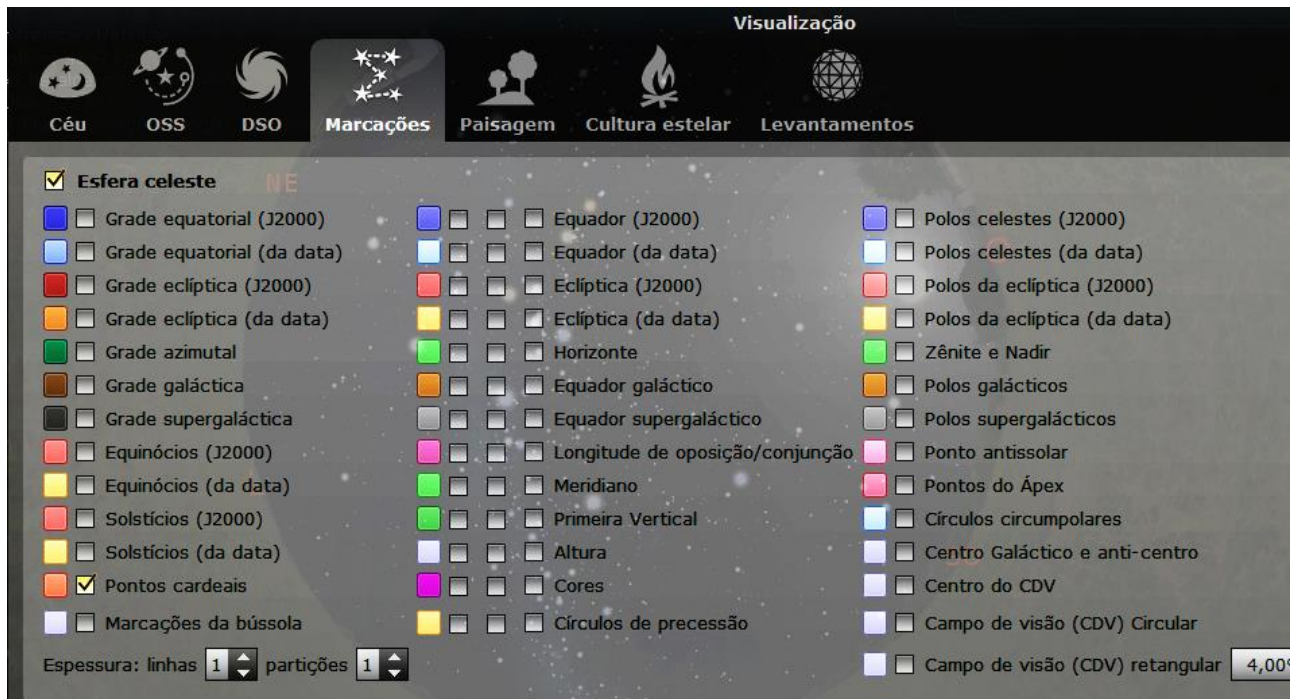 Visualização
Céu OSS DSO Marcações Paisagem Cultura estelar Levantamentos
Esfera celeste
NE
Grade equatorial (J2000) Equador (J2000) Polos celestes (J2000)
Grade equatorial (da data) Equador (da data) Polos celestes (da data)
Grade eclíptica (J2000) Eclíptica (J2000) Polos da eclíptica (J2000)
Grade eclíptica (da data) Eclíptica (da data) Polos da eclíptica (da data)
Grade azimutal Horizonte Zênite e Nadir
Grade galáctica Equador galáctico Polos galácticos
Grade supergaláctica Equador supergaláctico Polos supergalácticos
Equinócios (J2000) Longitude de oposição/conjunção Ponto antissolar
Equinócios (da data) Meridiano Pontos do Ápex
Solstícios (J2000) Primeira Vertical Círculos circumpolares
Solstícios (da data) Altura Centro Galáctico e anti-centro
Pontos cardeais Cores Centro do CDV
Marcações da bússola Círculos de precessão Campo de visão (CDV) Circular
Espessura: linhas 1 partições 1 Campo de visão (CDV) retangular 4,00°